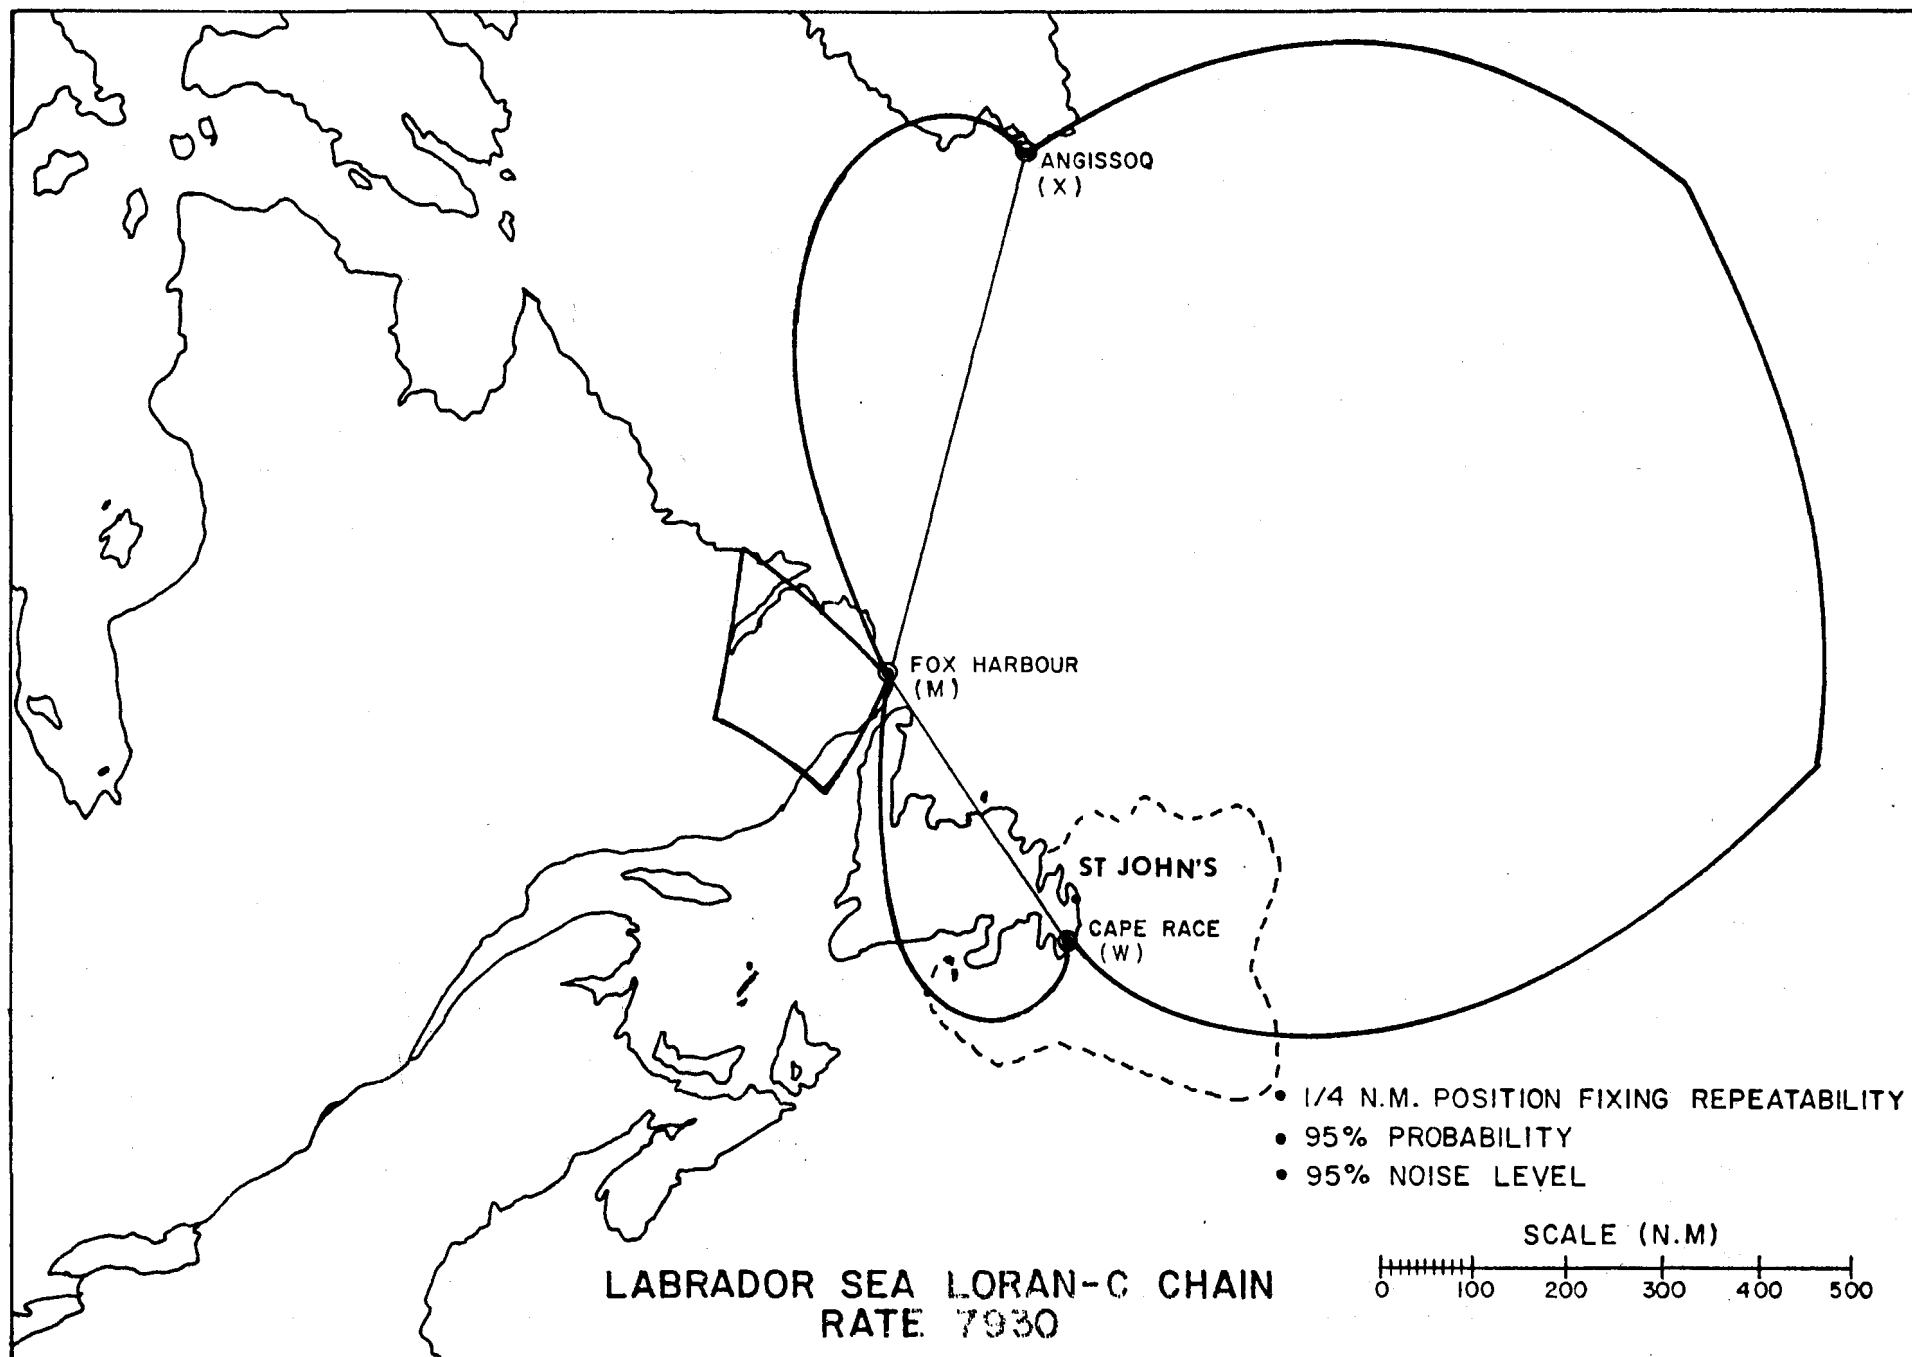 ANGISSOQ
(X)
FOX HARBOUR
(M)
ST JOHN'S
CAPE RACE
(W)
• 1/4 N.M. POSITION FIXING REPEATABILITY
• 95% PROBABILITY
• 95% NOISE LEVEL
SCALE (N.M)
0 100 200 300 400 500
LABRADOR SEA LORAN-C CHAIN
RATE 7930